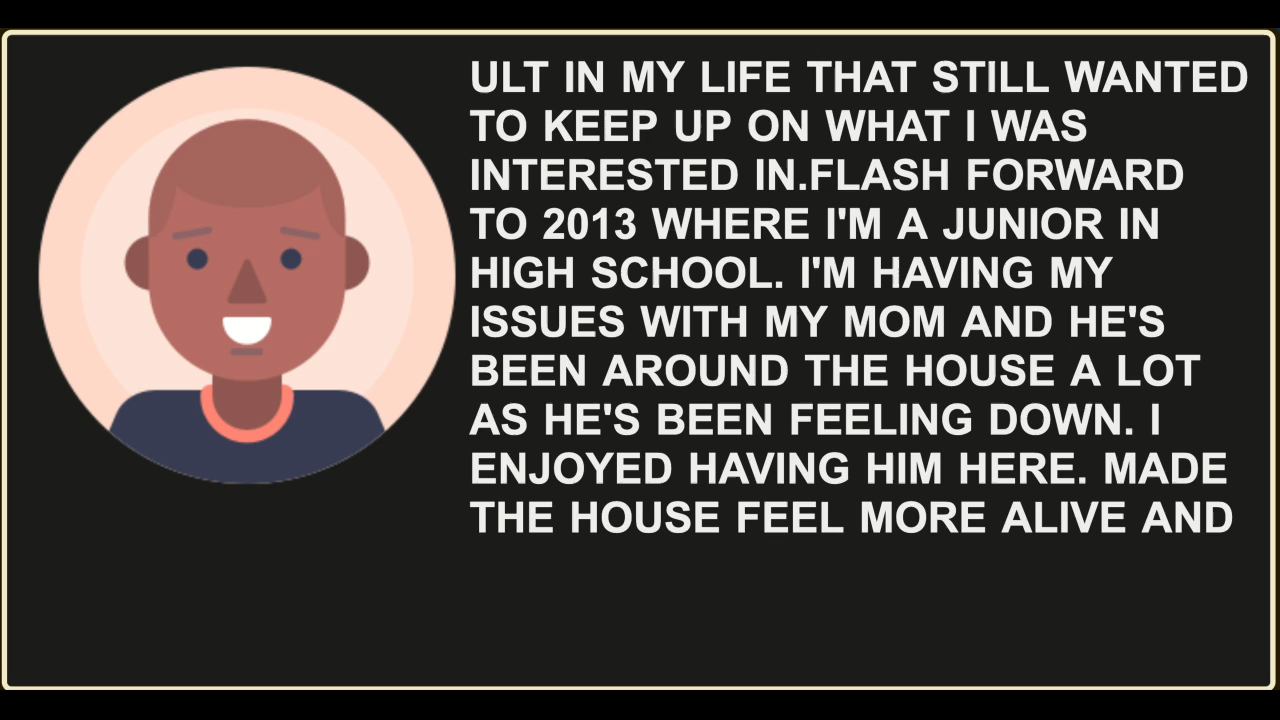 ULT IN MY LIFE THAT STILL WANTED
TO KEEP UP ON WHAT I WAS
INTERESTED IN.FLASH FORWARD
TO 2013 WHERE I'M A JUNIOR IN
HIGH SCHOOL. I'M HAVING MY
ISSUES WITH MY MOM AND HE'S
BEEN AROUND THE HOUSE A LOT
AS HE'S BEEN FEELING DOWN. I
ENJOYED HAVING HIM HERE. MADE
THE HOUSE FEEL MORE ALIVE AND